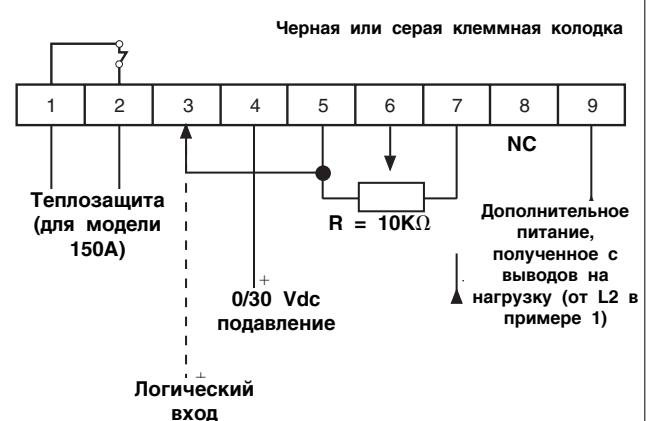 Черная или серая клеммная колодка
1 2 3 4 5 6 7 8 9
NC
Теплозащита
(для модели
150А)
R = 10KΩ
Дополнительное
питание,
полученное с
выводов на
нагрузку (от L2 в
примере 1)
+
0/30 Vdc
подавление
+
Логический
вход